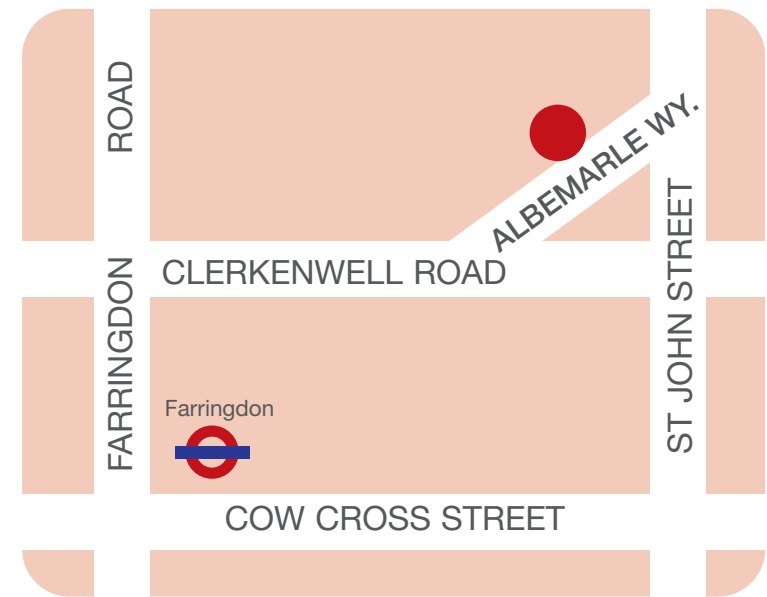 FARRINGDON ROAD
ALBEMARLE WY.
CLERKENWELL ROAD
ST JOHN STREET
Farringdon
COW CROSS STREET